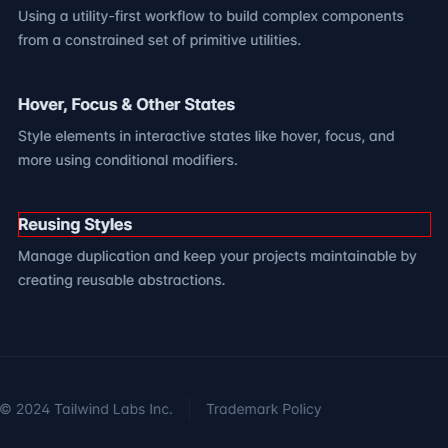 Using a utility-first workflow to build complex components
from a constrained set of primitive utilities.
Hover, Focus & Other States
Style elements in interactive states like hover, focus, and
more using conditional modifiers.
Reusing Styles
Manage duplication and keep your projects maintainable by
creating reusable abstractions.
© 2024 Tailwind Labs Inc. Trademark Policy